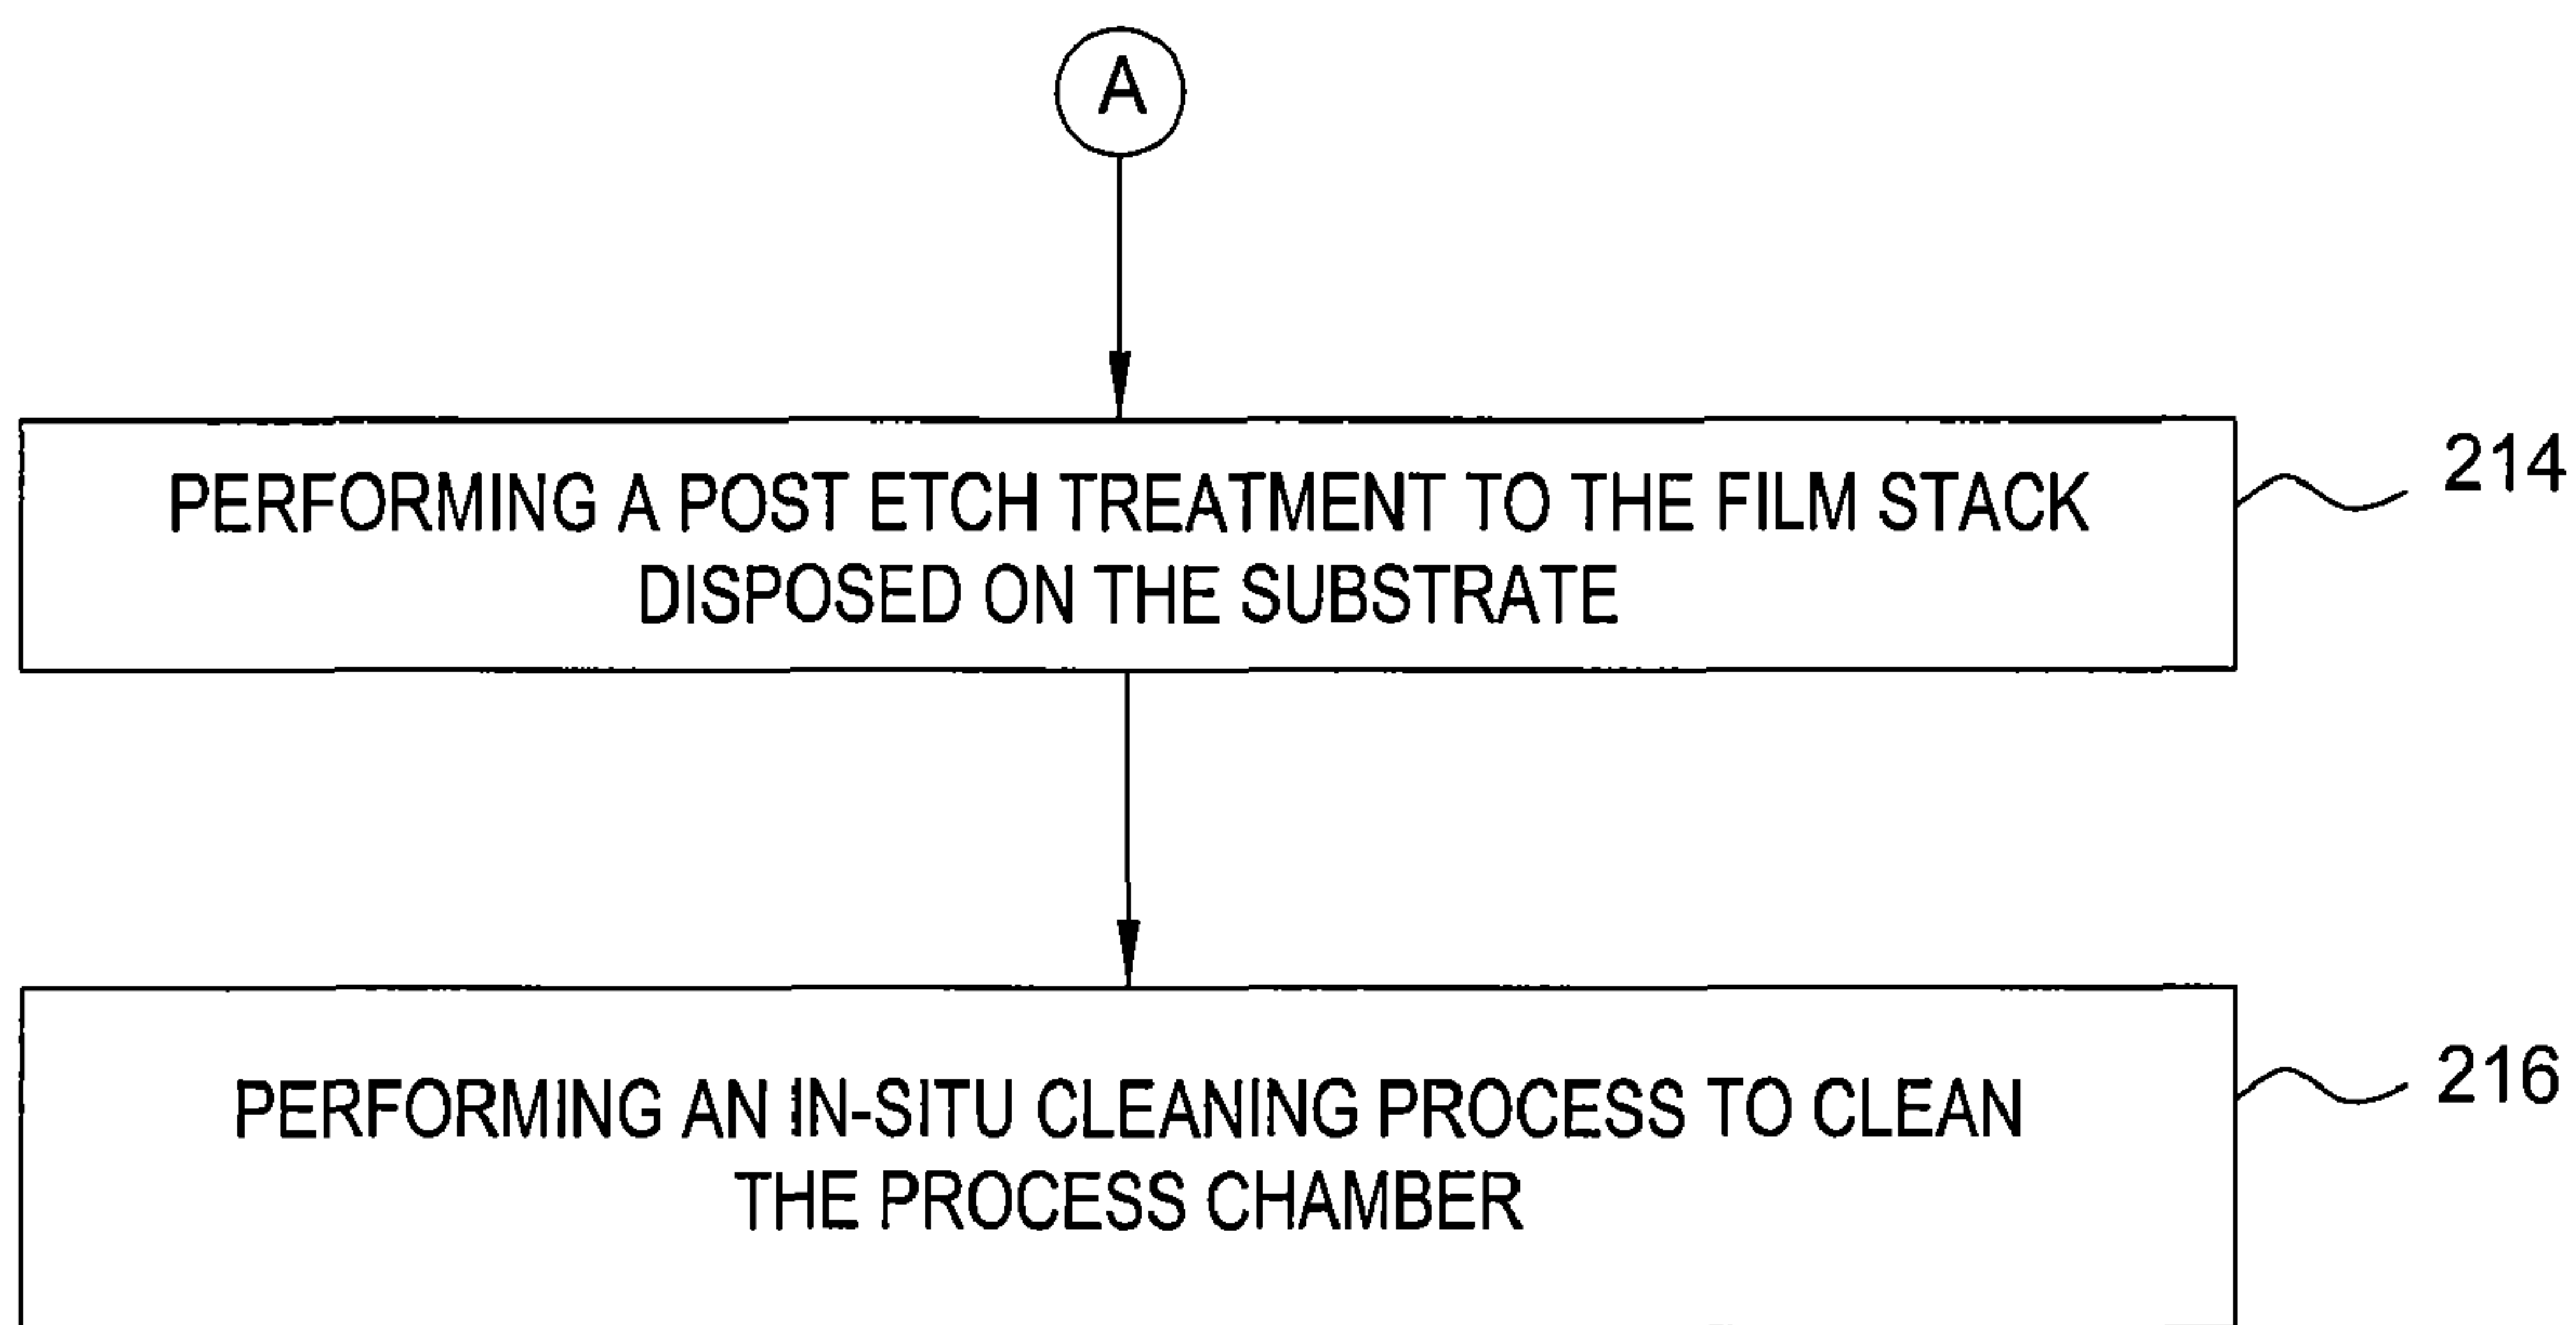 A
PERFORMING A POST ETCH TREATMENT TO THE FILM STACK
DISPOSED ON THE SUBSTRATE
214
PERFORMING AN IN-SITU CLEANING PROCESS TO CLEAN
THE PROCESS CHAMBER
216